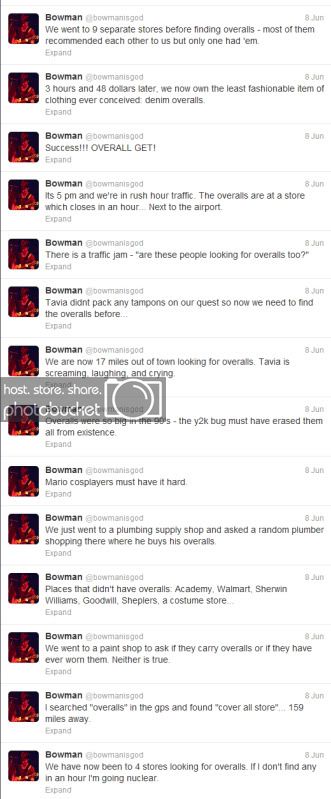 Bowman @bowmanisgod 8 Jun
We went to 9 separate stores before finding overalls - most of them
recommended each other to us but only one had 'em.
Expand
Bowman @bowmanisgod 8 Jun
3 hours and 48 dollars later, we now own the least fashionable item of
clothing ever conceived: denim overalls.
Expand
Bowman @bowmanisgod 8 Jun
Success!!! OVERALL GET!
Expand
Bowman @bowmanisgod 8 Jun
Its 5 pm and we're in rush hour traffic. The overalls are at a store
which closes in an hour... Next to the airport.
Expand
Bowman @bowmanisgod 8 Jun
There is a traffic jam - "are these people looking for overalls too?"
Expand
Bowman @bowmanisgod 8 Jun
Tavia didnt pack any tampons on our quest so now we need to find
the overalls before...
Expand
Bowman @bowmanisgod 8 Jun
We are now 17 miles out of town looking for overalls. Tavia is
screaming, laughing, and crying.
Expand
host. store. share.
photobucket
Bowman @bowmanisgod 8 Jun
Overalls were so big in the 90's - the y2k bug must have erased them
all from existence.
Expand
Bowman @bowmanisgod 8 Jun
Mario cosplayers must have it hard.
Expand
Bowman @bowmanisgod 8 Jun
We just went to a plumbing supply shop and asked a random plumber
shopping there where he buys his overalls.
Expand
Bowman @bowmanisgod 8 Jun
Places that didn't have overalls: Academy, Walmart, Sherwin
Williams, Goodwill, Sheplers, a costume store...
Expand
Bowman @bowmanisgod 8 Jun
We went to a paint shop to ask if they carry overalls or if they have
ever worn them. Neither is true.
Expand
Bowman @bowmanisgod 8 Jun
I searched "overalls" in the gps and found "cover all store"... 159
miles away.
Expand
Bowman @bowmanisgod 8 Jun
We have now been to 4 stores looking for overalls. If I don't find any
in an hour I'm going nuclear.
Expand